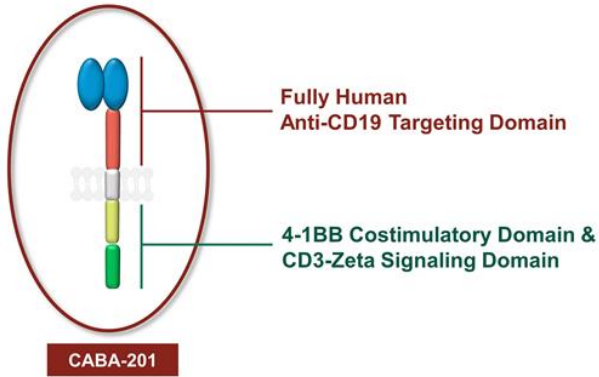 Fully Human
Anti-CD19 Targeting Domain
4-1BB Costimulatory Domain &
CD3-Zeta Signaling Domain
CABA-201